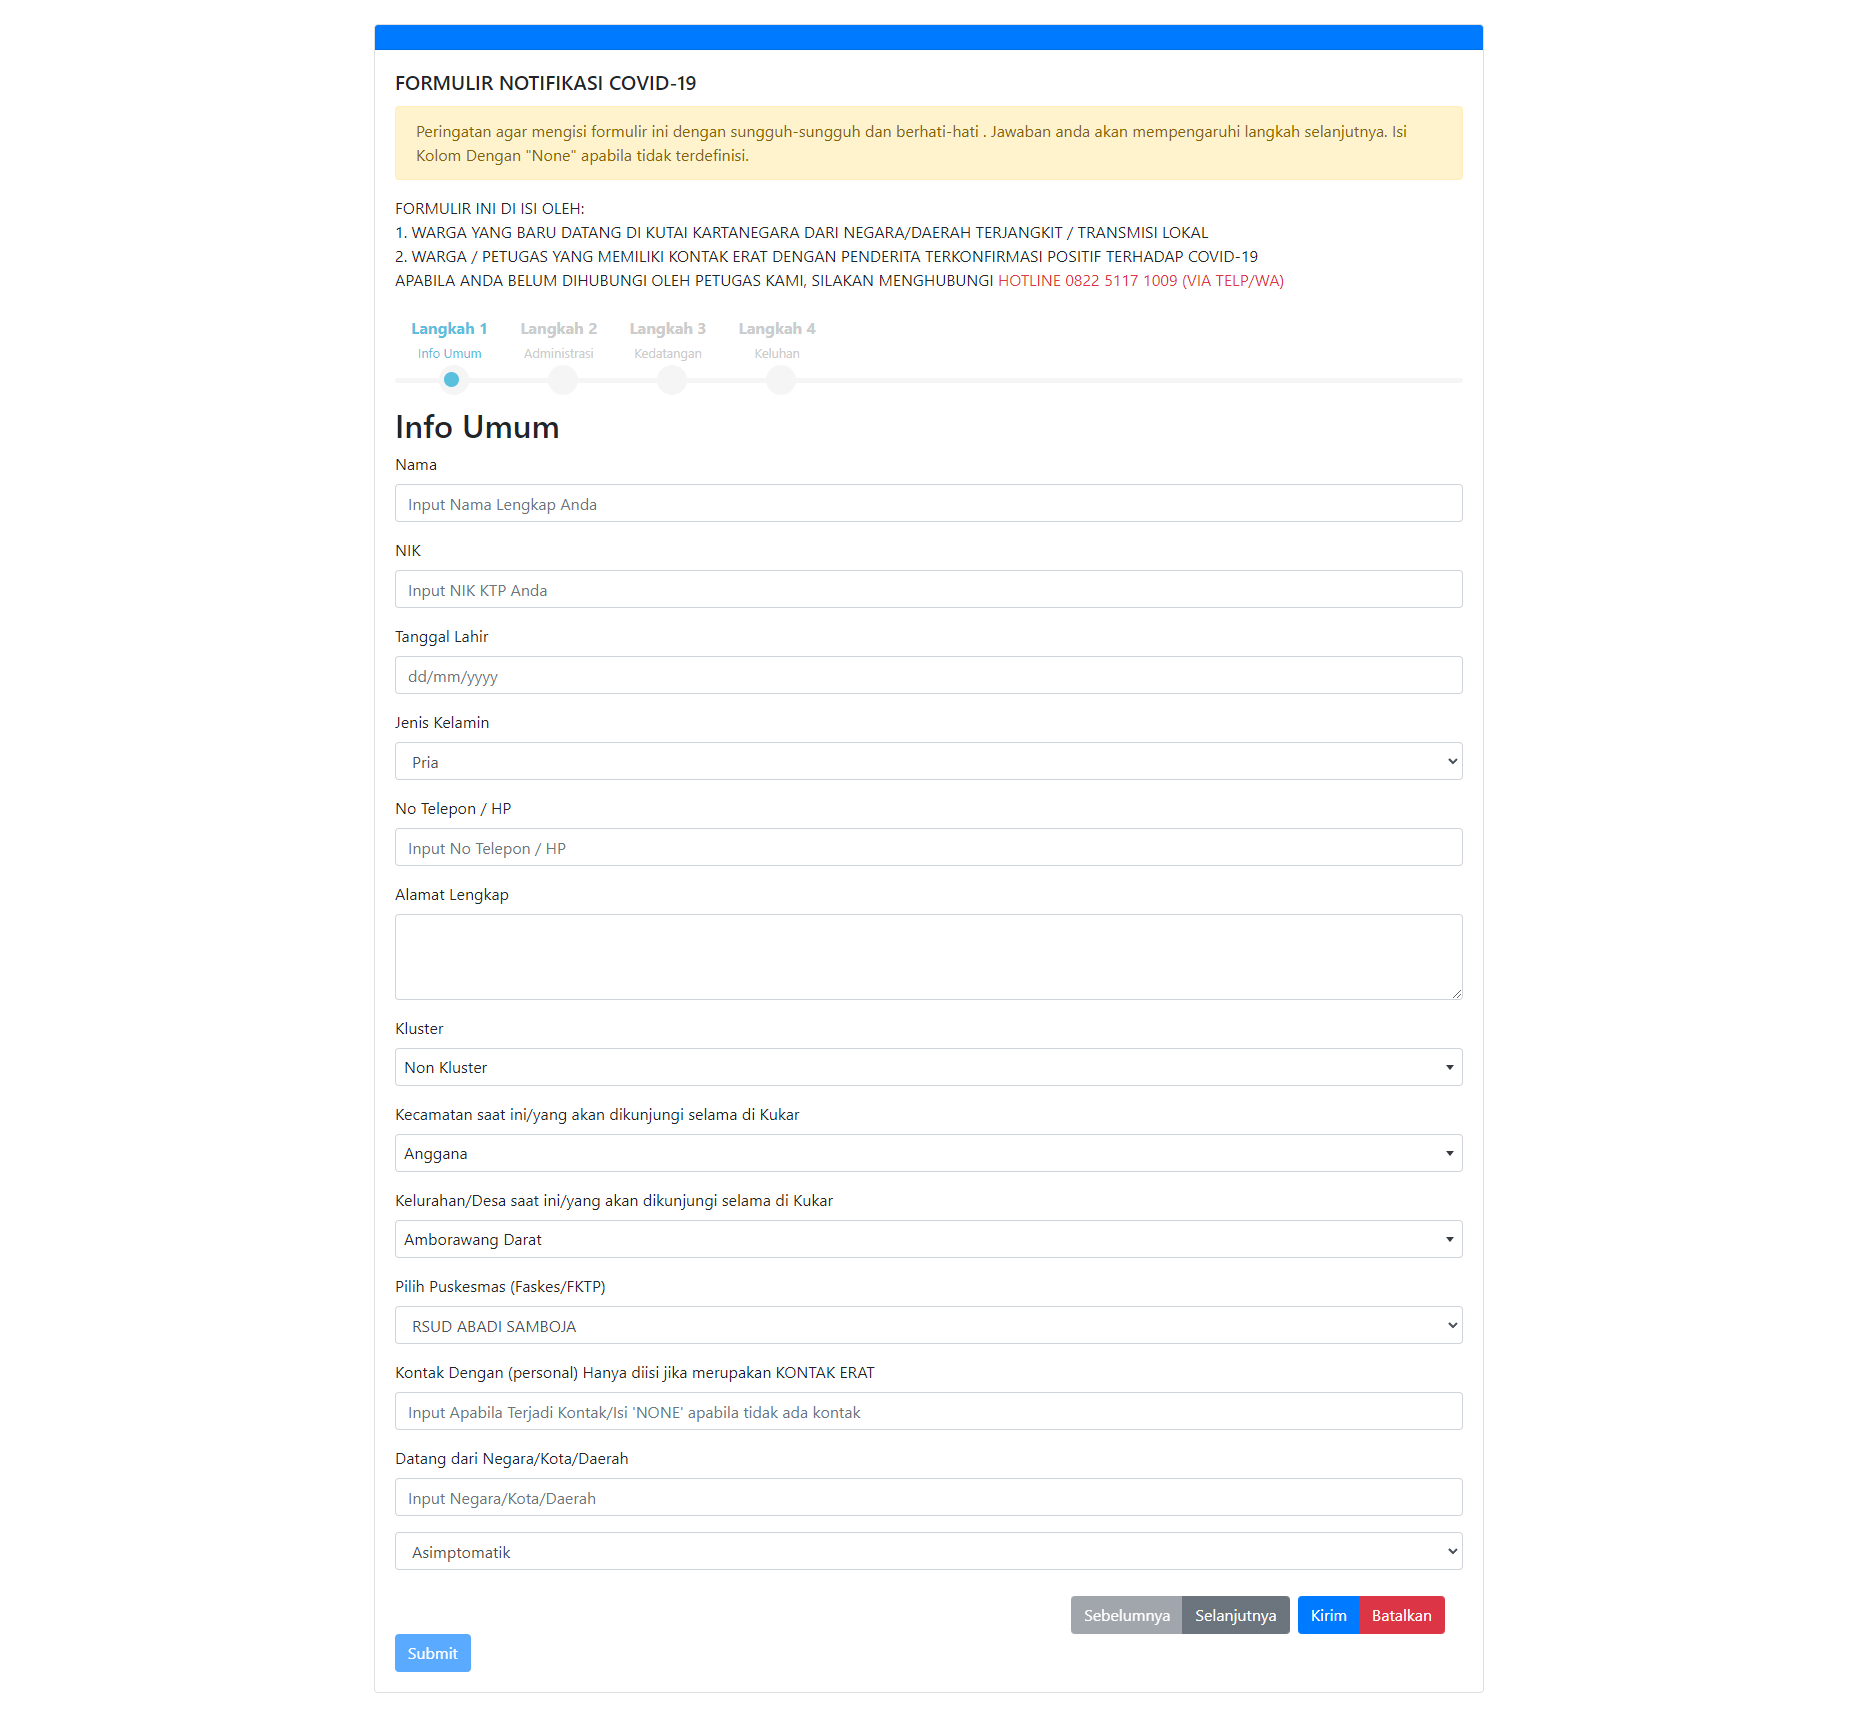 FORMULIR NOTIFIKASI COVID-19
Peringatan agar mengisi formulir ini dengan sungguh-sungguh dan berhati-hati . Jawaban anda akan mempengaruhi langkah selanjutnya. Isi
Kolom Dengan "None" apabila tidak terdefinisi.
FORMULIR INI DI ISI OLEH:
1. WARGA YANG BARU DATANG DI KUTAI KARTANEGARA DARI NEGARA/DAERAH TERJANGKIT / TRANSMISI LOKAL
2. WARGA / PETUGAS YANG MEMILIKI KONTAK ERAT DENGAN PENDERITA TERKONFIRMASI POSITIF TERHADAP COVID-19
APABILA ANDA BELUM DIHUBUNGI OLEH PETUGAS KAMI, SILAKAN MENGHUBUNGI HOTLINE 0822 5117 1009 (VIA TELP/WA)
Langkah 1 Langkah 2 Langkah 3 Langkah 4
Info Umum Administrasi Kedatangan Keluhan
Info Umum
Nama
Input Nama Lengkap Anda
NIK
Input NIK KTP Anda
Tanggal Lahir
dd/mm/yyyy
Jenis Kelamin
Pria
No Telepon / HP
Input No Telepon / HP
Alamat Lengkap
Kluster
Non Kluster
Kecamatan saat ini/yang akan dikunjungi selama di Kukar
Anggana
Kelurahan/Desa saat ini/yang akan dikunjungi selama di Kukar
Amborawang Darat
Pilih Puskesmas (Faskes/FKTP)
RSUD ABADI SAMBOJA
Kontak Dengan (personal) Hanya diisi jika merupakan KONTAK ERAT
Input Apabila Terjadi Kontak/Isi 'NONE' apabila tidak ada kontak
Datang dari Negara/Kota/Daerah
Input Negara/Kota/Daerah
Asimptomatik
Sebelumnya Selanjutnya Kirim Batalkan
Submit